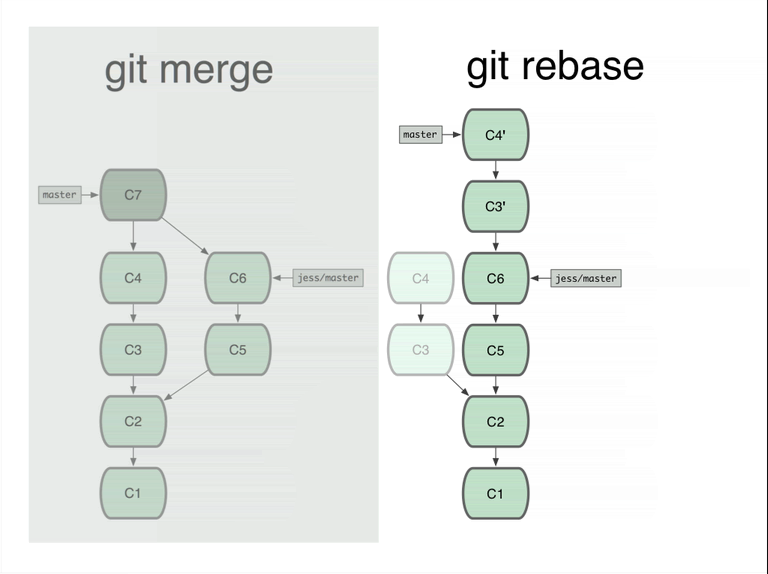 git merge
master
C7
C4
C6
jess/master
C3
C5
C2
C1
git rebase
master
C4'
C3'
C4
C6
jess/master
C3
C5
C2
C1